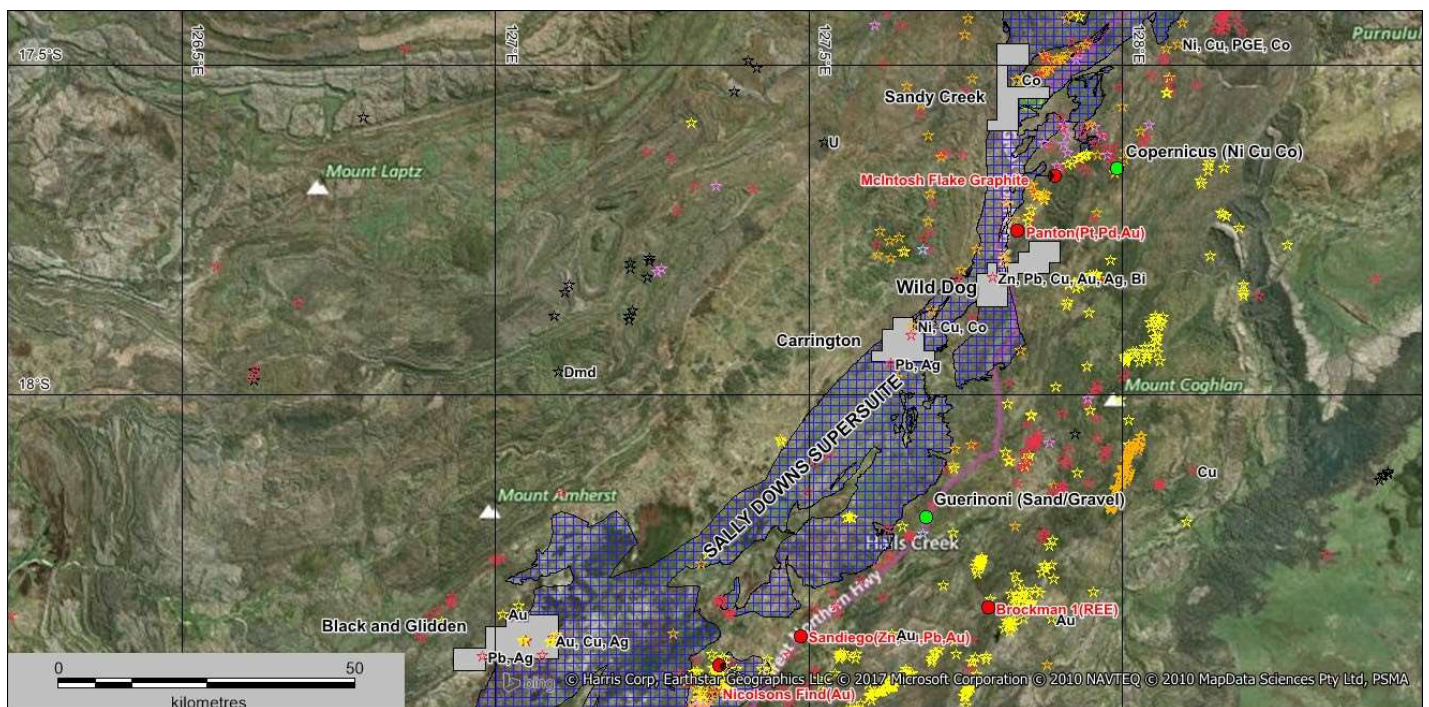 126.5°E
127°E
127.5°E
128°E
17.5°S
Ni, Cu, PGE, Co
Purnulul
Co
Sandy Creek
U
Copernicus (Ni Cu Co)
Mount Laptz
McIntosh Flake Graphite
Panton(Pt,Pd,Au)
Zn, Pb, Cu, Au, Ag, Bi
Wild Dog
Ni, Cu, Co
Carrington
Pb, Ag
Dmd
18°S
Mount Coghlan
SALLY DOWNS SUPERSUITE
Cu
Mount Amherst
Guerinoni (Sand/Gravel)
Halls Creek
Brockman 1(REE)
Au
Au
Black and Glidden
Au, Cu, Ag
Sandiego(Zn, Pb,Au)
Au
Northern Hwy
Pb, Ag
0 50
kilometres
bing
© Harris Corp, Earthstar Geographics LLC © 2017 Microsoft Corporation © 2010 NAVTEQ © 2010 MapData Sciences Pty Ltd, PSMA
Nicolsons Find(Au)